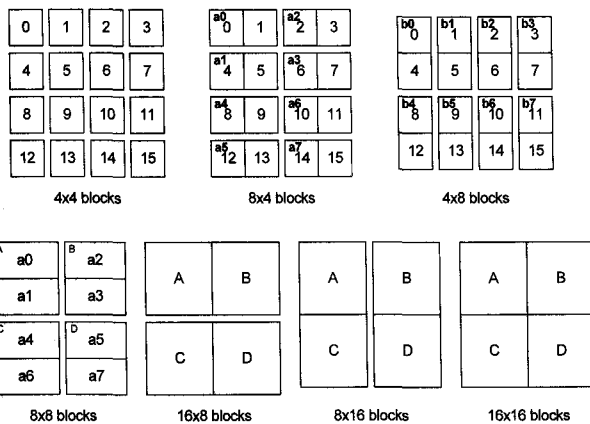 0 1 2 3
4 5 6 7
8 9 10 11
12 13 14 15
4x4 blocks
a0 0 1 a2 2 3
a1 4 5 a3 6 7
a4 8 9 a6 10 11
a5 12 13 a7 14 15
8x4 blocks
b0 0 b1 1 b2 2 b3 3
4 5 6 7
b4 8 b5 9 b6 10 b7 11
12 13 14 15
4x8 blocks
A a0 B a2
a1 a3
C a4 D a5
a6 a7
8x8 blocks
A B
C D
16x8 blocks
A B
C D
8x16 blocks
A B
C D
16x16 blocks